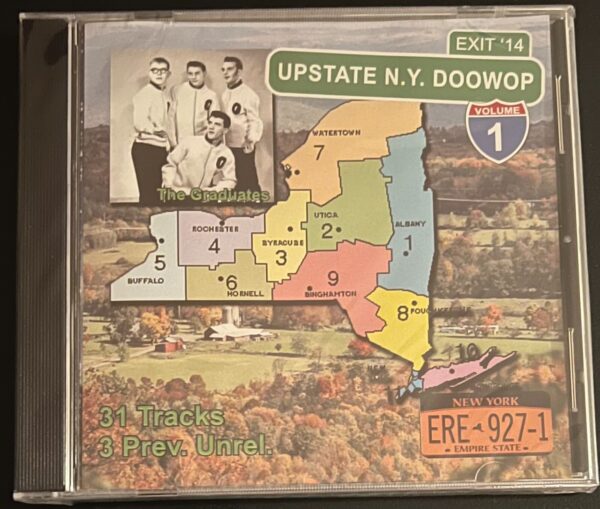 EXIT '14
UPSTATE N.Y. DOOWOP
VOLUME
1
The Graduates
WATERTOWN
7
ROCHESTER
4
SYRACUSE
3
UTICA
2
ALBANY
1
5
BUFFALO
6
HORNELL
9
BINGHAMTON
8
10
31 Tracks
3 Prev. Unrel.
NEW YORK
ERE 927-1
EMPIRE STATE